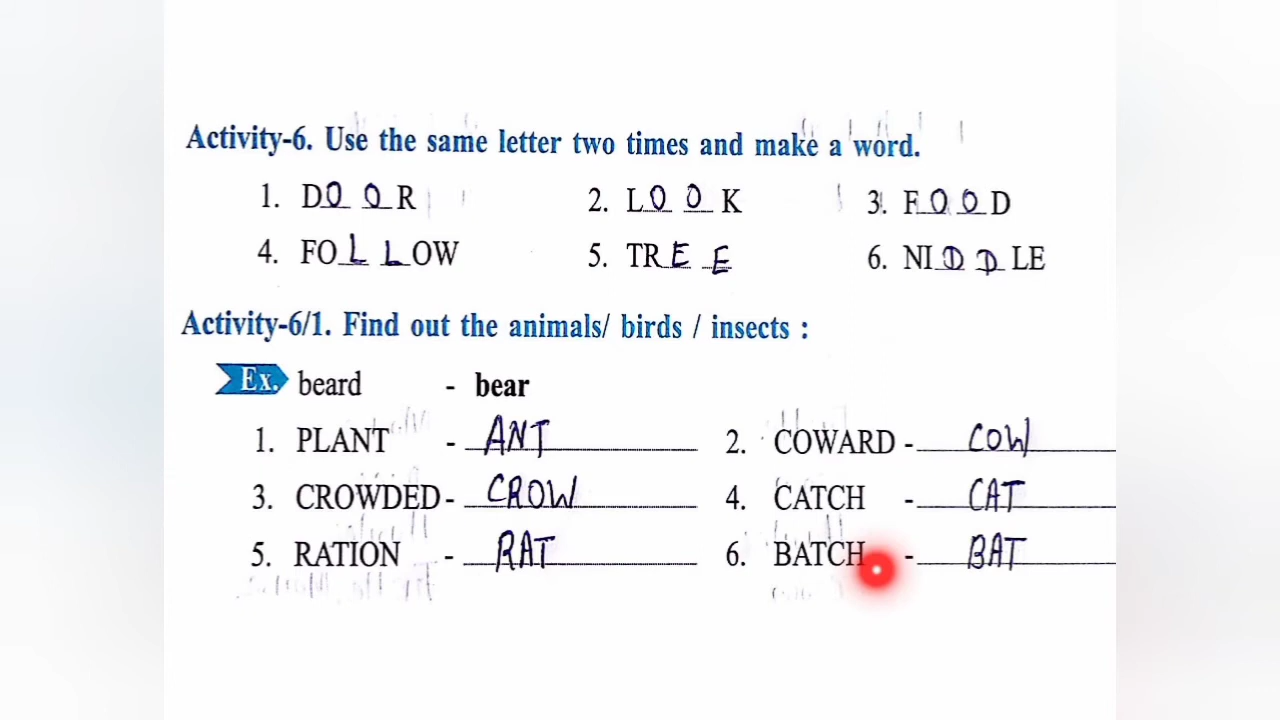 Activity-6. Use the same letter two times and make a word.
1. DOOR 2. LOOK 3. FOOD
4. FOLLOW 5. TREE 6. NIDDLE
Activity-6/1. Find out the animals/ birds / insects :
Ex. beard - bear
1. PLANT - ANT 2. COWARD - COW
3. CROWDED - CROW 4. CATCH - CAT
5. RATION - RAT 6. BATCH - BAT